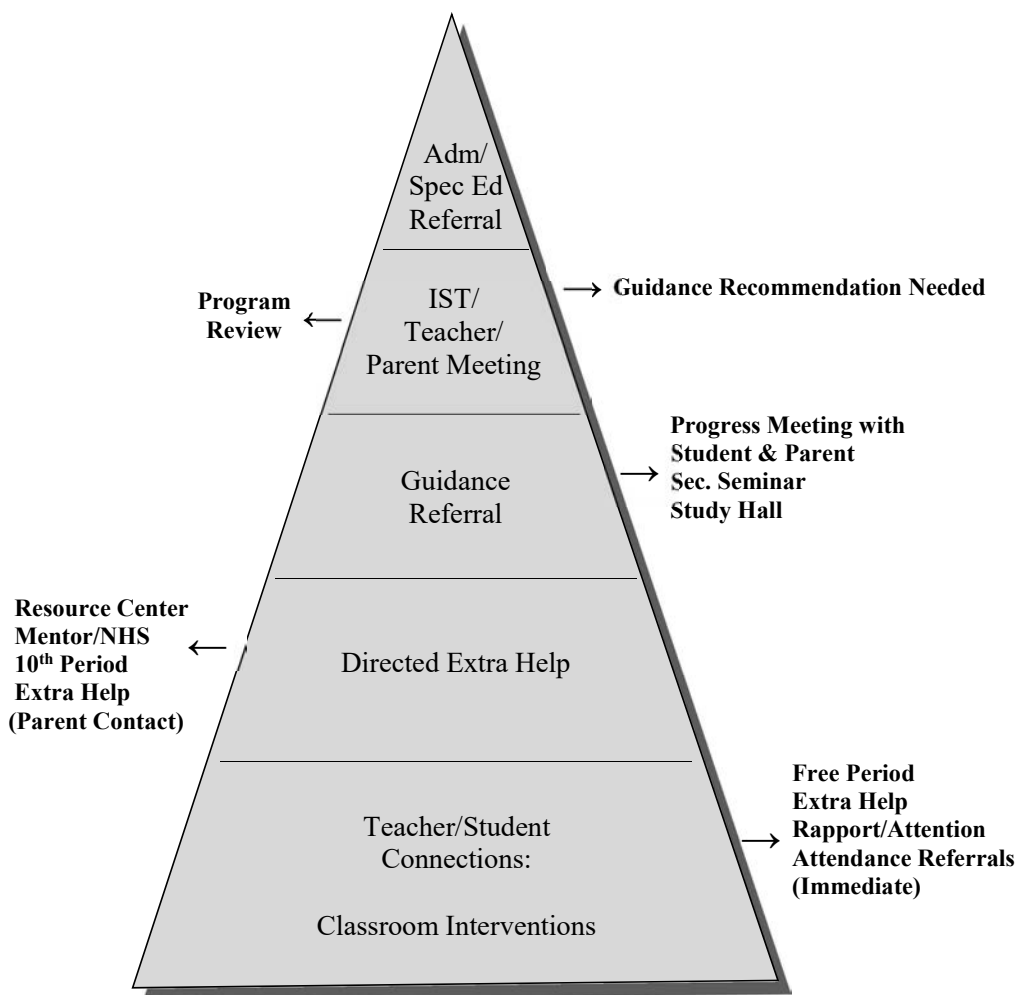 Adm/
Spec Ed
Referral
Program
Review
←
IST/
Teacher/
Parent Meeting
→ Guidance Recommendation Needed
Guidance
Referral
→
Progress Meeting with
Student & Parent
Sec. Seminar
Study Hall
Resource Center
Mentor/NHS
10th Period
Extra Help
(Parent Contact)
←
Directed Extra Help
Teacher/Student
Connections:
Classroom Interventions
→
Free Period
Extra Help
Rapport/Attention
Attendance Referrals
(Immediate)